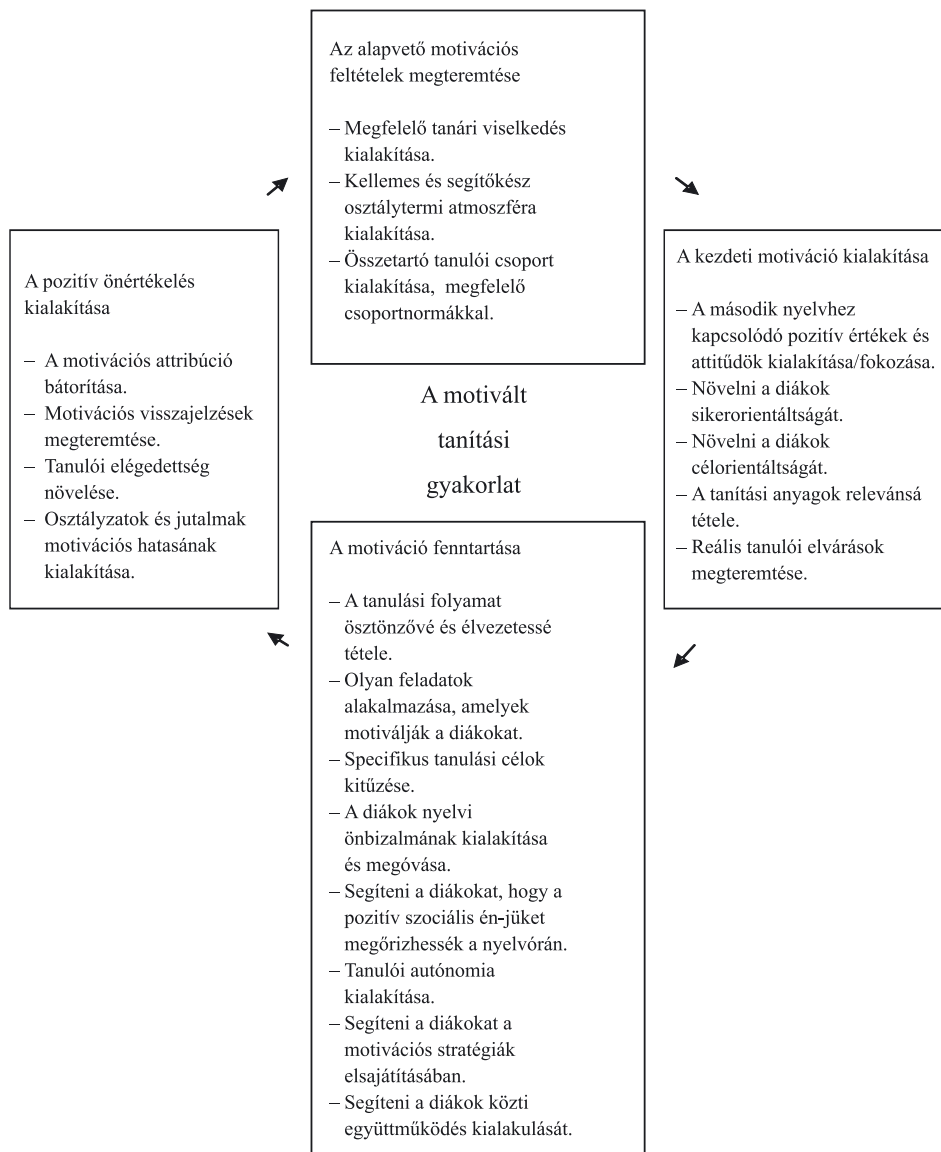 Az alapvető motivációs
feltételek megteremtése
– Megfelelő tanári viselkedés
kialakítása.
– Kellemes és segítőkész
osztálytermi atmoszféra
kialakítása.
– Összetartó tanulói csoport
kialakítása, megfelelő
csoportnormákkal.
A kezdeti motiváció kialakítása
– A második nyelvhez
kapcsolódó pozitív értékek és
attitűdök kialakítása/fokozása.
– Növelni a diákok
sikerorientáltságát.
– Növelni a diákok
célorientáltságát.
– A tanítási anyagok relevánsá
tétele.
– Reális tanulói elvárások
megteremtése.
A motiváció fenntartása
– A tanulási folyamat
ösztönzővé és élvezetessé
tétele.
– Olyan feladatok
alakalmazása, amelyek
motiválják a diákokat.
– Specifikus tanulási célok
kitűzése.
– A diákok nyelvi
önbizalmának kialakítása
és megóvása.
– Segíteni a diákokat, hogy a
pozitív szociális én-jüket
megőrizhessék a nyelvórán.
– Tanulói autónomia
kialakítása.
– Segíteni a diákokat a
motivációs stratégiák
elsajátításában.
– Segíteni a diákok közti
együttműködés kialakulását.
A pozitív önértékelés
kialakítása
– A motivációs attribúció
bátorítása.
– Motivációs visszajelzések
megteremtése.
– Tanulói elégedettség
növelése.
– Osztályzatok és jutalmak
motivációs hatasának
kialakítása.
A motivált
tanítási
gyakorlat